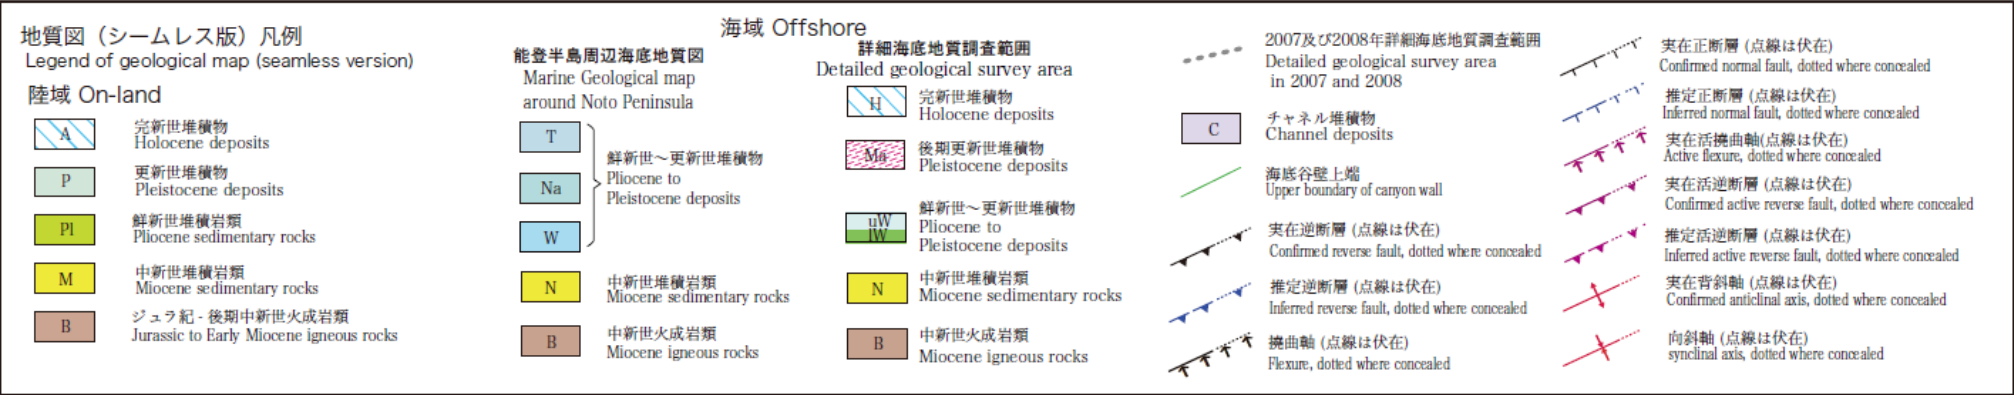 地質図（シームレス版）凡例
Legend of geological map (seamless version)
陸域 On-land
A
完新世堆積物
Holocene deposits
P
更新世堆積物
Pleistocene deposits
Pl
鮮新世堆積岩類
Pliocene sedimentary rocks
M
中新世堆積岩類
Miocene sedimentary rocks
B
ジュラ紀 - 後期中新世火成岩類
Jurassic to Early Miocene igneous rocks
海域 Offshore
能登半島周辺海底地質図
Marine Geological map
around Noto Peninsula
T
Na
W
鮮新世～更新世堆積物
Pliocene to
Pleistocene deposits
N
中新世堆積岩類
Miocene sedimentary rocks
B
中新世火成岩類
Miocene igneous rocks
詳細海底地質調査範囲
Detailed geological survey area
H
完新世堆積物
Holocene deposits
Ma
後期更新世堆積物
Pleistocene deposits
uW
lW
鮮新世～更新世堆積物
Pliocene to
Pleistocene deposits
N
中新世堆積岩類
Miocene sedimentary rocks
B
中新世火成岩類
Miocene igneous rocks
2007及び2008年詳細海底地質調査範囲
Detailed geological survey area
in 2007 and 2008
C
チャネル堆積物
Channel deposits
海底谷壁上端
Upper boundary of canyon wall
実在逆断層 (点線は伏在)
Confirmed reverse fault, dotted where concealed
推定逆断層 (点線は伏在)
Inferred reverse fault, dotted where concealed
撓曲軸 (点線は伏在)
Flexure, dotted where concealed
実在正断層 (点線は伏在)
Confirmed normal fault, dotted where concealed
推定正断層 (点線は伏在)
Inferred normal fault, dotted where concealed
実在活撓曲軸(点線は伏在)
Active flexure, dotted where concealed
実在活逆断層 (点線は伏在)
Confirmed active reverse fault, dotted where concealed
推定活逆断層 (点線は伏在)
Inferred active reverse fault, dotted where concealed
実在背斜軸 (点線は伏在)
Confirmed anticlinal axis, dotted where concealed
向斜軸 (点線は伏在)
synclinal axis, dotted where concealed